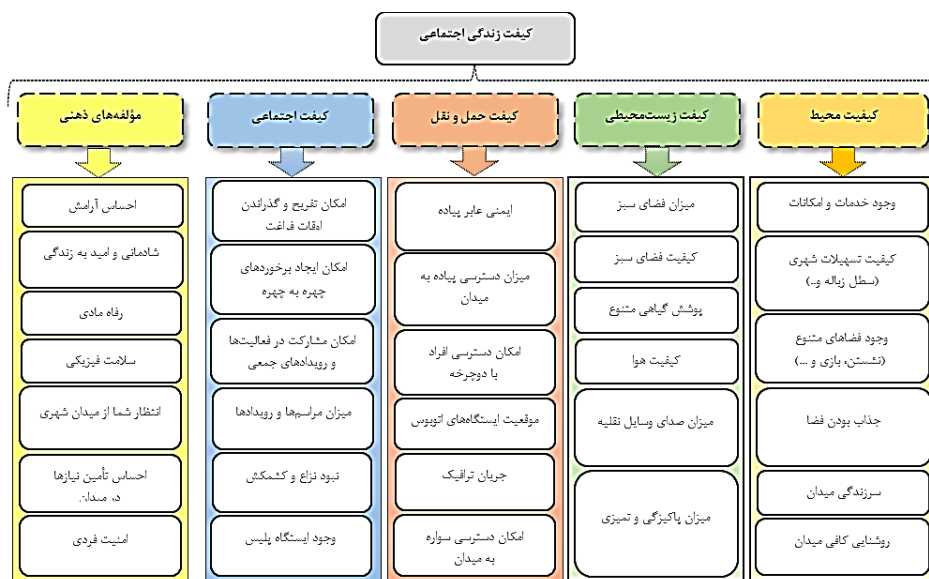 کیفت زندگی اجتماعی
کیفیت محیط
وجود خدمات و امکانات
کیفیت تسهیلات شهری
(سطل زباله و..)
وجود فضاهای متنوع
(نشستن، بازی و ...)
جذاب بودن فضا
سرزندگی میدان
روشنایی کافی میدان
کیفت زیست‌محیطی
میزان فضای سبز
کیفیت فضای سبز
پوشش گیاهی متنوع
کیفیت هوا
میزان صدای وسایل نقلیه
میزان پاکیزگی و تمیزی
کیفت حمل و نقل
ایمنی عابر پیاده
میزان دسترسی پیاده به
میدان
امکان دسترسی افراد
با دوچرخه
موقعیت ایستگاه‌های اتوبوس
جریان ترافیک
امکان دسترسی سواره
به میدان
کیفت اجتماعی
امکان تفریح و گذراندن
اوقات فراغت
امکان ایجاد برخوردهای
چهره به چهره
امکان مشارکت در فعالیت‌ها
و رویدادهای جمعی
میزان مراسم‌ها و رویدادها
نبود نزاع و کشمکش
وجود ایستگاه پلیس
مؤلفه‌های ذهنی
احساس آرامش
شادمانی و امید به زندگی
رفاه مادی
سلامت فیزیکی
انتظار شما از میدان شهری
احساس تأمین نیازها
در میدان
امنیت فردی